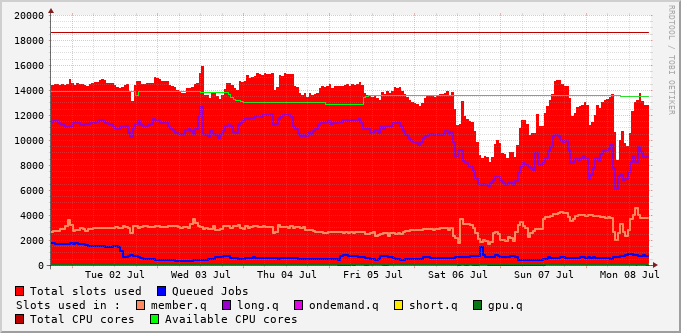 20000
18000
16000
14000
12000
10000
8000
6000
4000
2000
0
Tue 02 Jul Wed 03 Jul Thu 04 Jul Fri 05 Jul Sat 06 Jul Sun 07 Jul Mon 08 Jul
Total slots used Queued Jobs
Slots used in : member.q long.q ondemand.q short.q gpu.q
Total CPU cores Available CPU cores
RRDTOOL / TOBI OETIKER